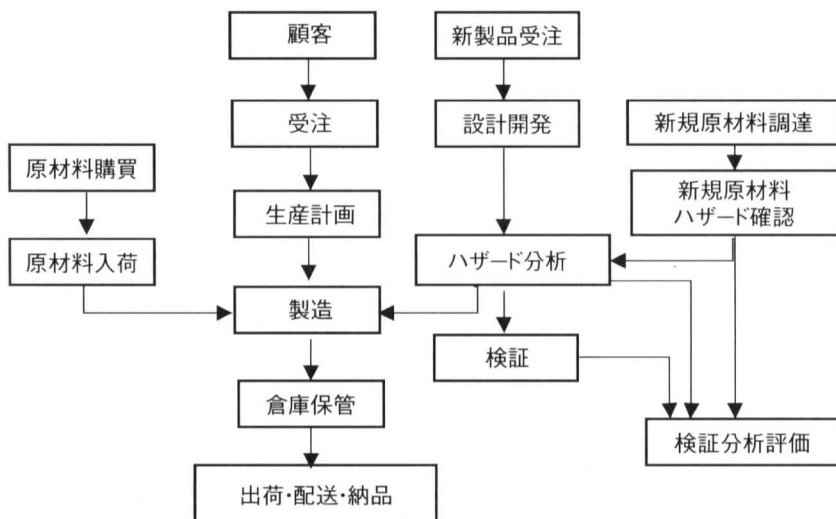 顧客
新製品受注
受注
設計開発
新規原材料調達
原材料購買
生産計画
新規原材料
ハザード確認
原材料入荷
ハザード分析
製造
検証
倉庫保管
検証分析評価
出荷・配送・納品